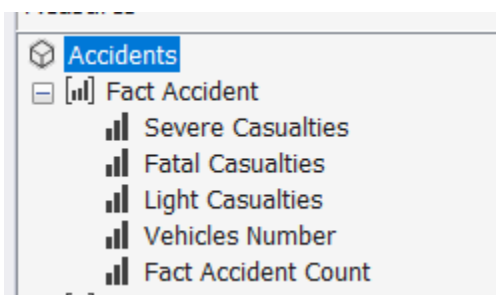 Accidents
Fact Accident
Severe Casualties
Fatal Casualties
Light Casualties
Vehicles Number
Fact Accident Count